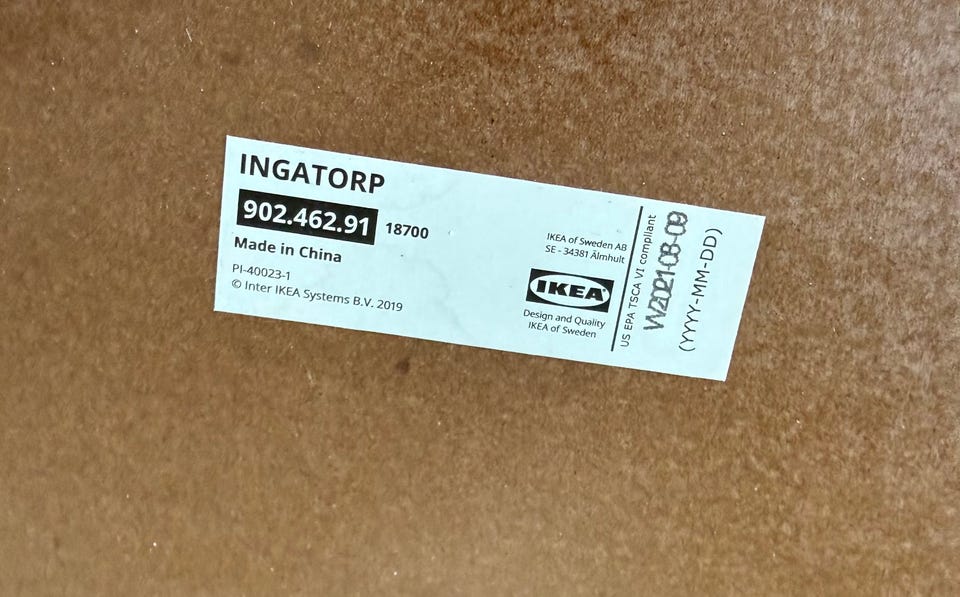 INGATORP
902.462.91 18700
Made in China
PI-40023-1
© Inter IKEA Systems B.V. 2019
IKEA of Sweden AB
SE - 34381 Älmhult
IKEA
Design and Quality
IKEA of Sweden
US EPA TSCA VI compliant
W2021-08-09
(YYYY-MM-DD)